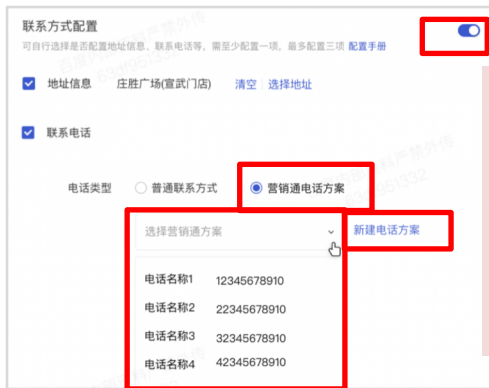 联系方式配置
可自行选择是否配置地址信息、联系电话等，需至少配置一项，最多配置三项 配置手册
地址信息 庄胜广场(宣武门店) 清空 选择地址
联系电话
电话类型 普通联系方式 营销通电话方案
选择营销通方案 新建电话方案
电话名称1 12345678910
电话名称2 22345678910
电话名称3 32345678910
电话名称4 42345678910